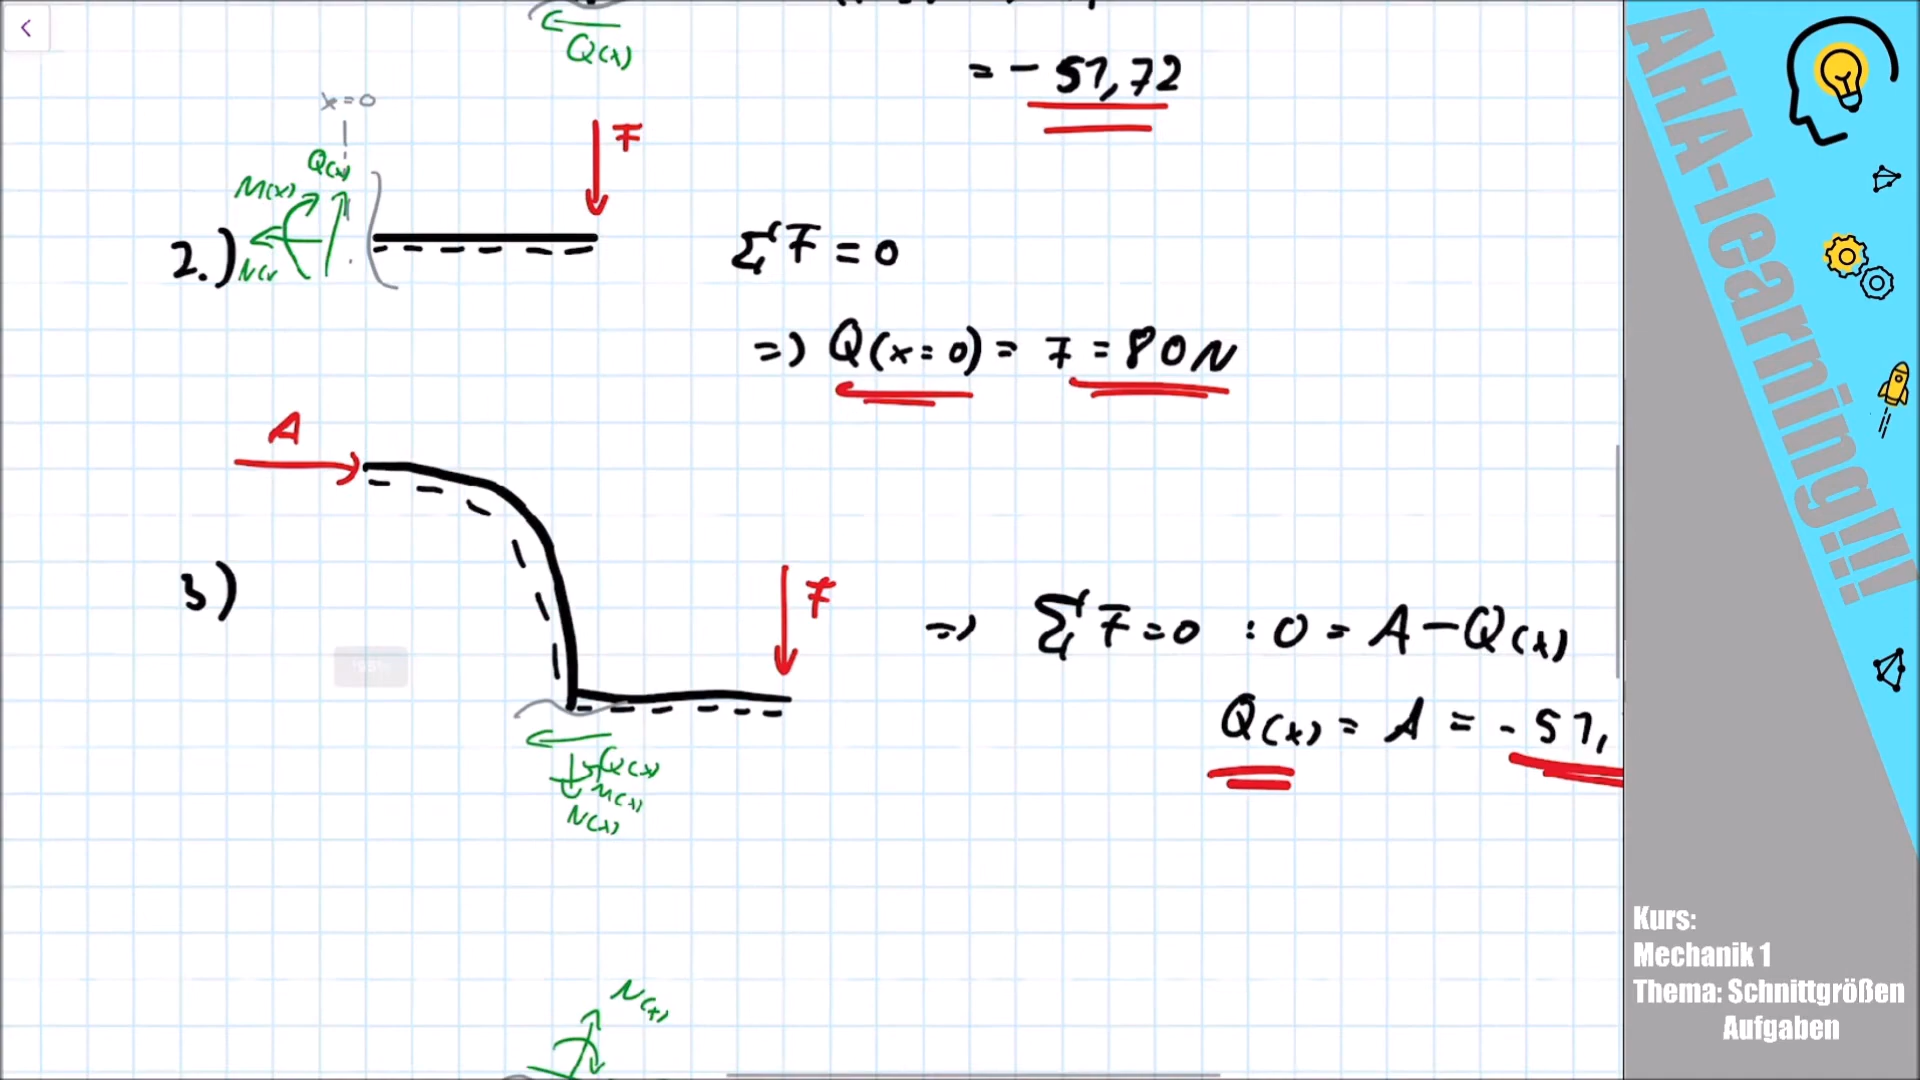 Q(x)
= - 51,72
x=0
F
Q(x)
M(x)
2.)
N(x
Σ F = 0
=> Q(x=0) = F = 80N
A
3)
F
=> Σ F = 0 : 0 = A - Q(x)
Q(x) = A = -51,
Q(x)
M(x)
N(x)
N(x)
AHA-learning!!!
Kurs:
Mechanik 1
Thema: Schnittgrößen
Aufgaben